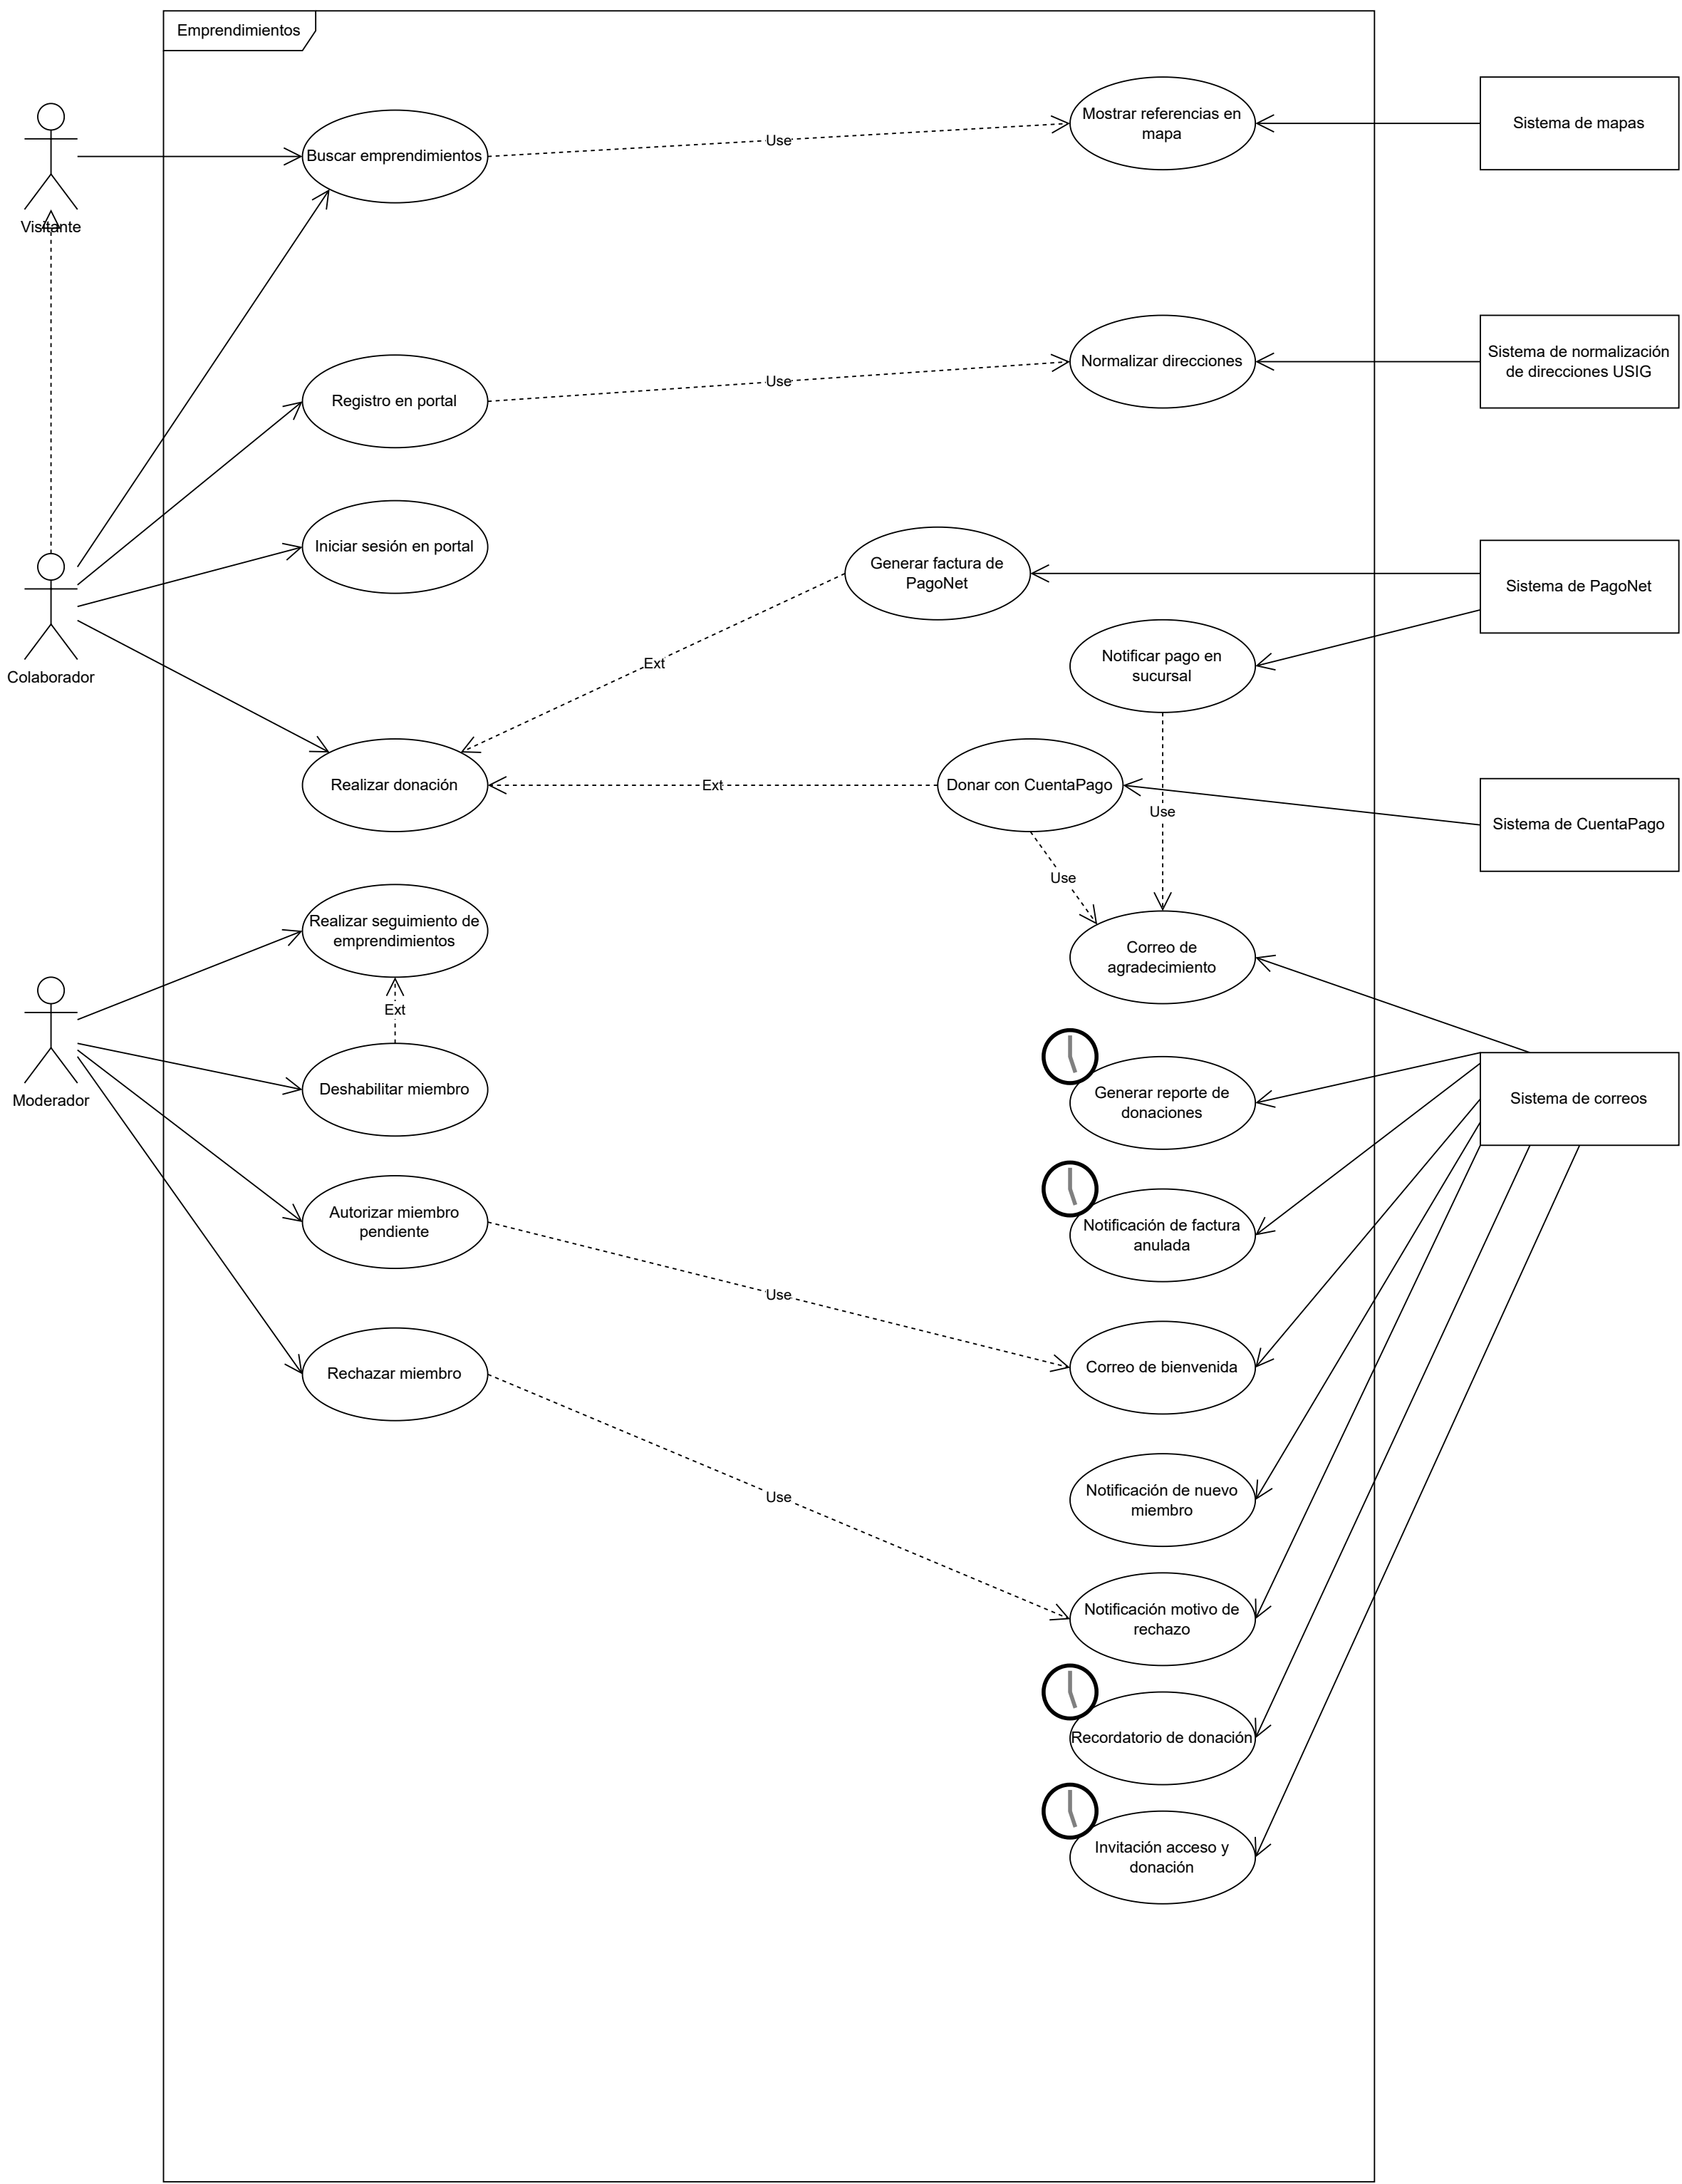 Emprendimientos
Mostrar referencias en
mapa
Sistema de mapas
Buscar emprendimientos
Use
Visitante
Sistema de normalización
de direcciones USIG
Normalizar direcciones
Use
Registro en portal
Iniciar sesión en portal
Generar factura de
PagoNet
Sistema de PagoNet
Notificar pago en
sucursal
Ext
Colaborador
Realizar donación
Ext
Donar con CuentaPago
Use
Sistema de CuentaPago
Use
Realizar seguimiento de
emprendimientos
Correo de
agradecimiento
Ext
Deshabilitar miembro
Generar reporte de
donaciones
Sistema de correos
Moderador
Autorizar miembro
pendiente
Notificación de factura
anulada
Use
Rechazar miembro
Correo de bienvenida
Use
Notificación de nuevo
miembro
Notificación motivo de
rechazo
Recordatorio de donación
Invitación acceso y
donación